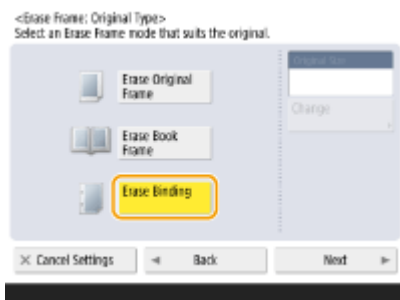 <Erase Frame: Original Type>
Select an Erase Frame mode that suits the original.
Original Size
Erase Original
Frame
Change
Erase Book
Frame
Erase Binding
Cancel Settings
Back
Next